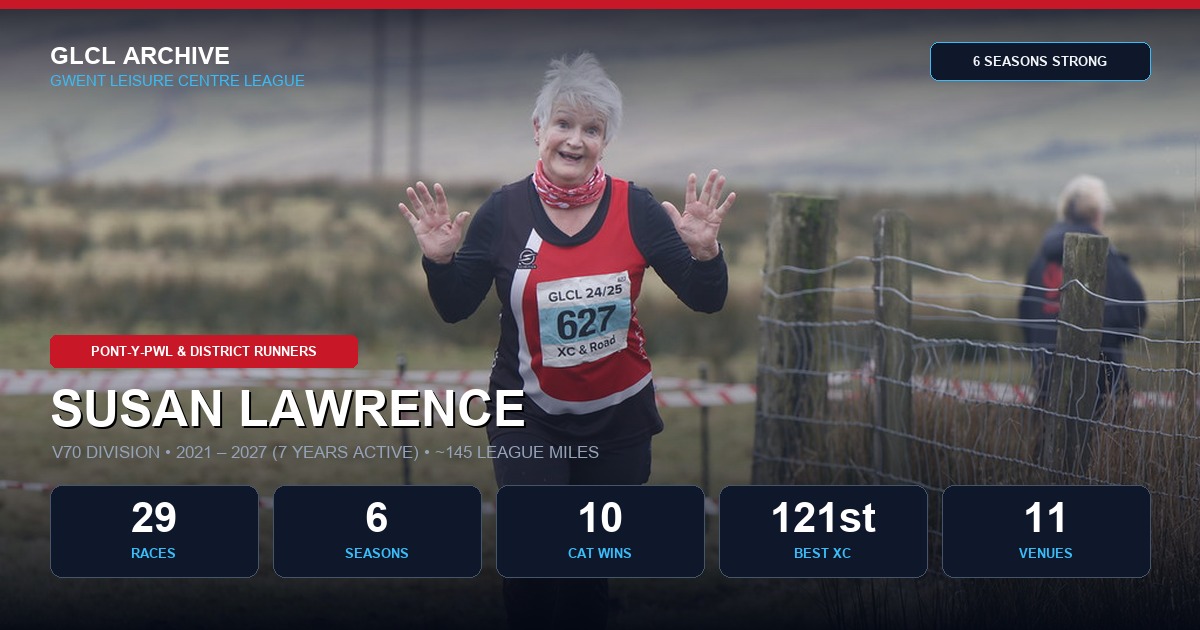 GLCL ARCHIVE
GWENT LEISURE CENTRE LEAGUE
6 SEASONS STRONG
GLCL 24/25
627
XC & Road
PONT-Y-PWL & DISTRICT RUNNERS
SUSAN LAWRENCE
V70 DIVISION • 2021 – 2027 (7 YEARS ACTIVE) • ~145 LEAGUE MILES
29
RACES
6
SEASONS
10
CAT WINS
121st
BEST XC
11
VENUES